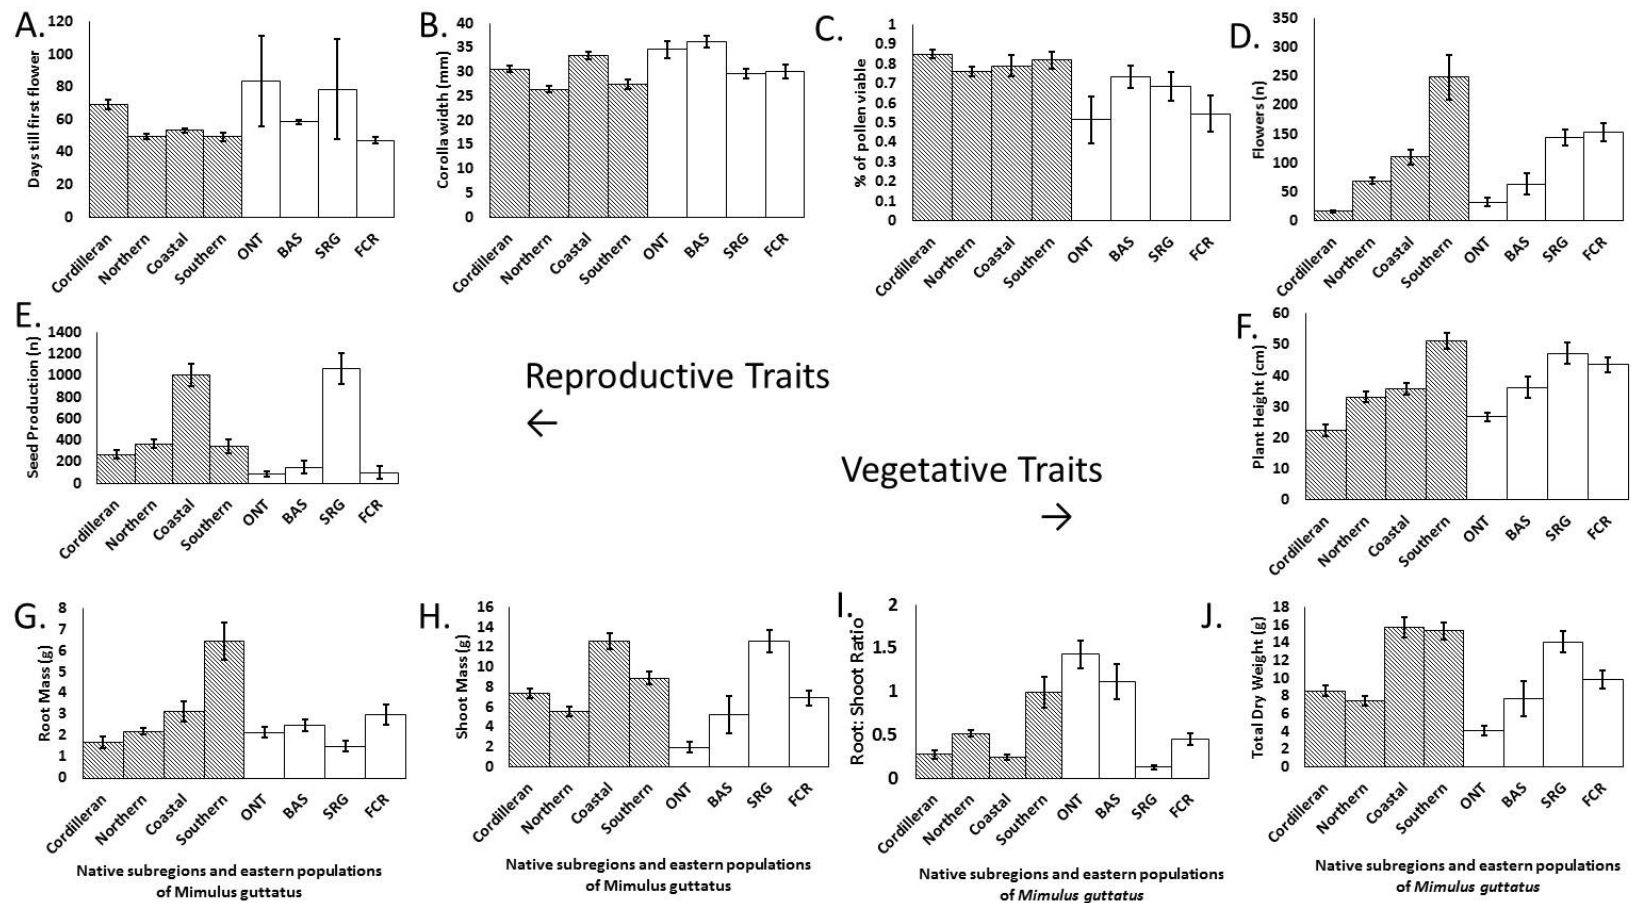 A.
Days till first flower
120
100
80
60
40
20
0
Cordilleran
Northern
Coastal
Southern
ONT
BAS
SRG
FCR
B.
Corolla width (mm)
40
35
30
25
20
15
10
5
0
Cordilleran
Northern
Coastal
Southern
ONT
BAS
SRG
FCR
C.
% of pollen viable
1
0.9
0.8
0.7
0.6
0.5
0.4
0.3
0.2
0.1
0
Cordilleran
Northern
Coastal
Southern
ONT
BAS
SRG
FCR
D.
Flowerers (n)
350
300
250
200
150
100
50
0
Cordilleran
Northern
Coastal
Southern
ONT
BAS
SRG
FCR
E.
Seed Production (n)
1400
1200
1000
800
600
400
200
0
Cordilleran
Northern
Coastal
Southern
ONT
BAS
SRG
FCR
Reproductive Traits
←
Vegetative Traits
→
F.
Plant Height (cm)
60
50
40
30
20
10
0
Cordilleran
Northern
Coastal
Southern
ONT
BAS
SRG
FCR
G.
Root Mass (g)
8
7
6
5
4
3
2
1
0
Cordilleran
Northern
Coastal
Southern
ONT
BAS
SRG
FCR
Native subregions and eastern populations
of Mimulus guttatus
H.
Shoot Mass (g)
16
14
12
10
8
6
4
2
0
Cordilleran
Northern
Coastal
Southern
ONT
BAS
SRG
FCR
Native subregions and eastern populations
of Mimulus guttatus
I.
Root: Shoot Ratio
2
1.5
1
0.5
0
Cordilleran
Northern
Coastal
Southern
ONT
BAS
SRG
FCR
Native subregions and eastern populations
of Mimulus guttatus
J.
Total Dry Weight (g)
18
16
14
12
10
8
6
4
2
0
Cordilleran
Northern
Coastal
Southern
ONT
BAS
SRG
FCR
Native subregions and eastern populations
of Mimulus guttatus